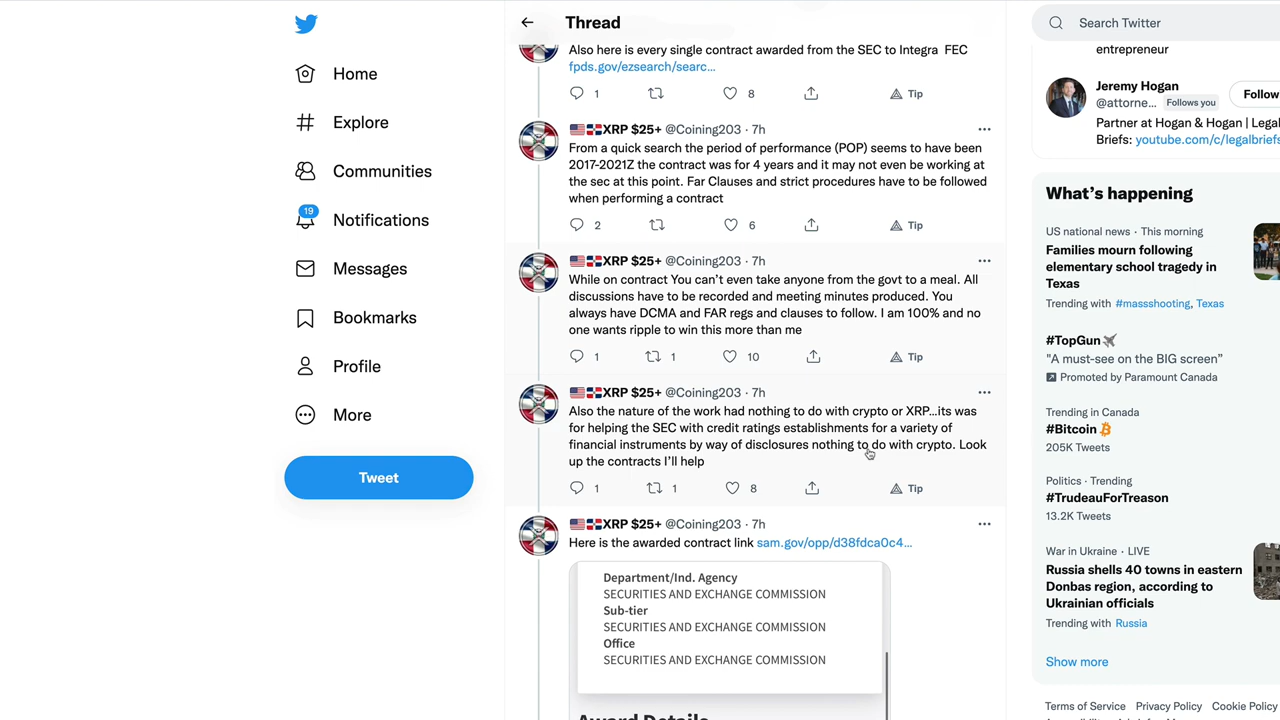 Home
Explore
Communities
19
Notifications
Messages
Bookmarks
Profile
More
Tweet
Thread
Also here is every single contract awarded from the SEC to Integra FEC
fpds.gov/ezsearch/searc...
1
8
Tip
XRP $25+ @Coining203 · 7h
From a quick search the period of performance (POP) seems to have been
2017-2021Z the contract was for 4 years and it may not even be working at
the sec at this point. Far Clauses and strict procedures have to be followed
when performing a contract
2
6
Tip
XRP $25+ @Coining203 · 7h
While on contract You can't even take anyone from the govt to a meal. All
discussions have to be recorded and meeting minutes produced. You
always have DCMA and FAR regs and clauses to follow. I am 100% and no
one wants ripple to win this more than me
1
1
10
Tip
XRP $25+ @Coining203 · 7h
Also the nature of the work had nothing to do with crypto or XRP...its was
for helping the SEC with credit ratings establishments for a variety of
financial instruments by way of disclosures nothing to do with crypto. Look
up the contracts I'll help
1
1
8
Tip
XRP $25+ @Coining203 · 7h
Here is the awarded contract link sam.gov/opp/d38fdca0c4...
Department/Ind. Agency
SECURITIES AND EXCHANGE COMMISSION
Sub-tier
SECURITIES AND EXCHANGE COMMISSION
Office
SECURITIES AND EXCHANGE COMMISSION
Award Details
Search Twitter
entrepreneur
Jeremy Hogan
@attorne... Follows you
Follow
Partner at Hogan & Hogan | Legal
Briefs: youtube.com/c/legalbriefs
What's happening
US national news · This morning
Families mourn following
elementary school tragedy in
Texas
Trending with #massshooting, Texas
#TopGun
"A must-see on the BIG screen"
Promoted by Paramount Canada
Trending in Canada
#Bitcoin
205K Tweets
Politics · Trending
#TrudeauForTreason
13.2K Tweets
War in Ukraine · LIVE
Russia shells 40 towns in eastern
Donbas region, according to
Ukrainian officials
Trending with Russia
Show more
Terms of Service Privacy Policy Cookie Policy